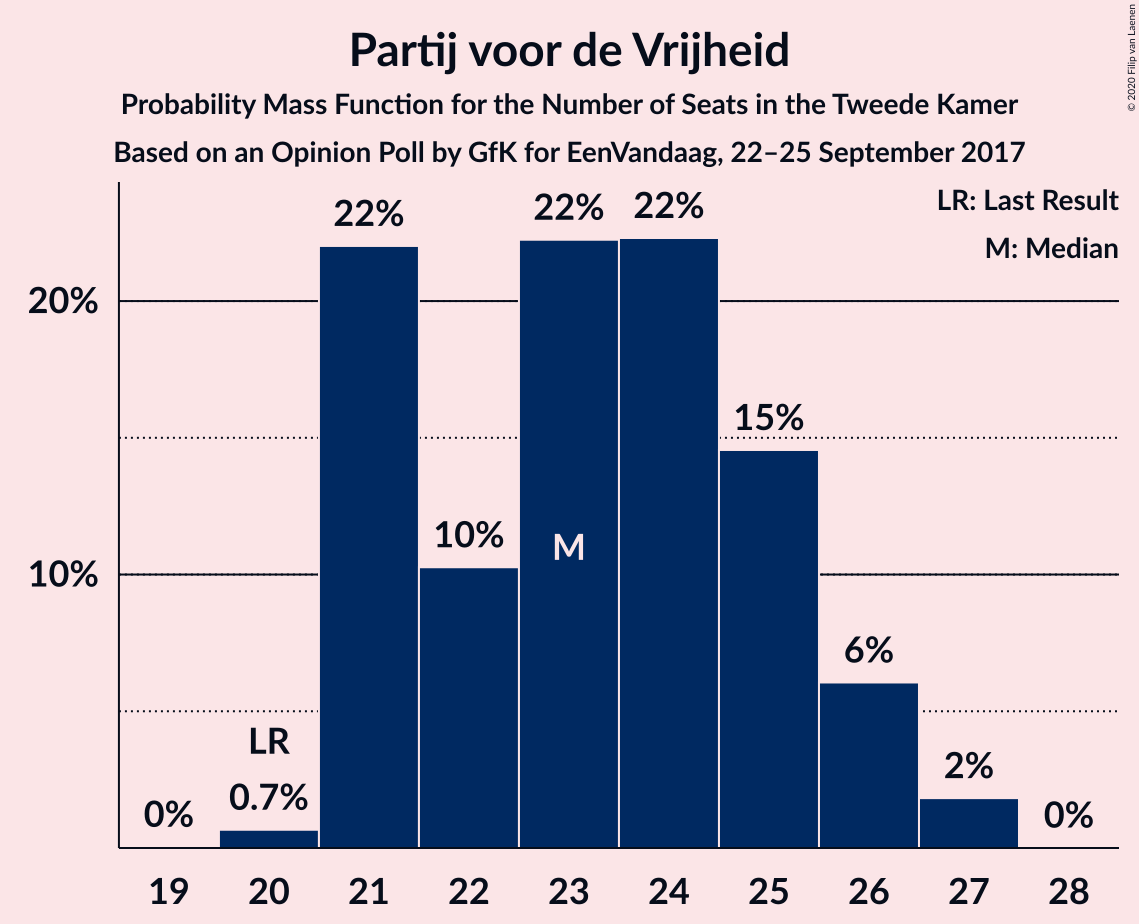 Partij voor de Vrijheid
Probability Mass Function for the Number of Seats in the Tweede Kamer
Based on an Opinion Poll by GfK for EenVandaag, 22–25 September 2017
© 2020 Filip van Laenen
LR: Last Result
M: Median
22%
22%
22%
20%
15%
10%
M
10%
6%
LR
2%
0%
0.7%
0%
19 20 21 22 23 24 25 26 27 28